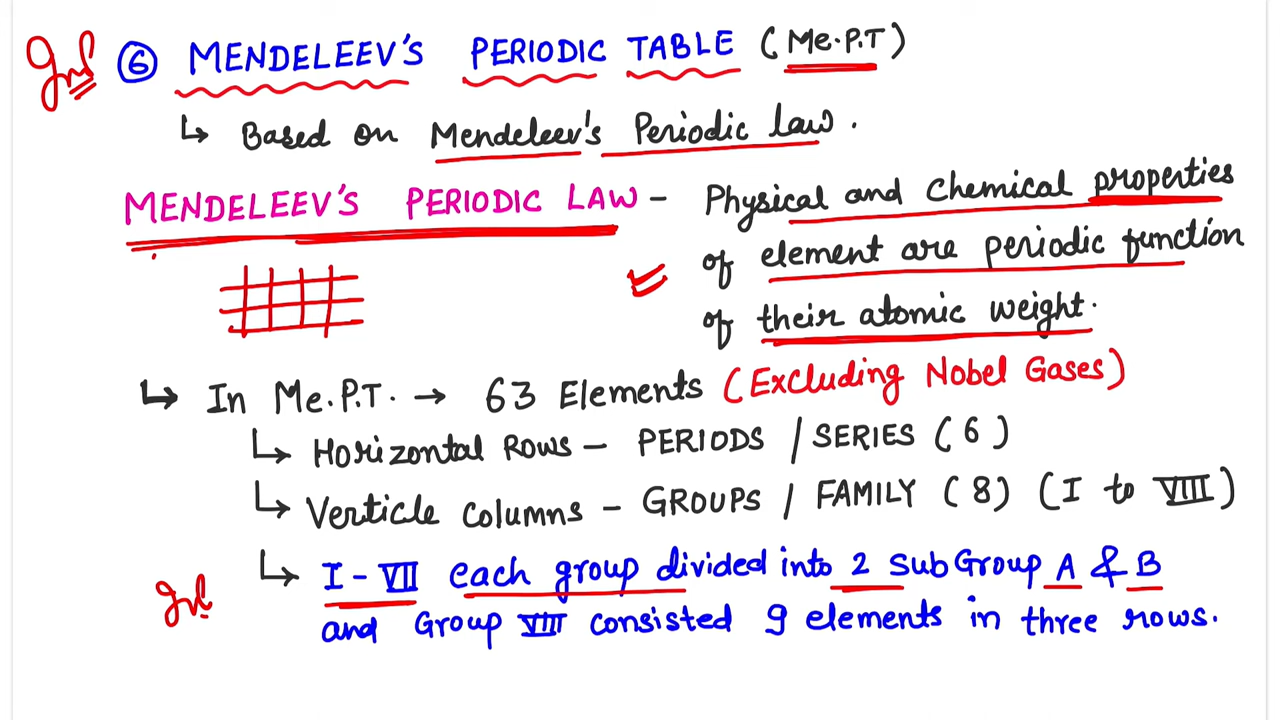 Imp ⑥ MENDELEEV'S PERIODIC TABLE (Me.P.T)
↳ Based on Mendeleev's Periodic law.
MENDELEEV'S PERIODIC LAW – Physical and Chemical properties
of element are periodic function
of their atomic weight.
↳ In Me.P.T. → 63 Elements (Excluding Nobel Gases)
↳ Horizontal Rows – PERIODS / SERIES (6)
↳ Verticle columns – GROUPS / FAMILY (8) (I to VIII)
↳ I – VII each group divided into 2 SubGroup A & B
Imp and Group VIII consisted 9 elements in three rows.